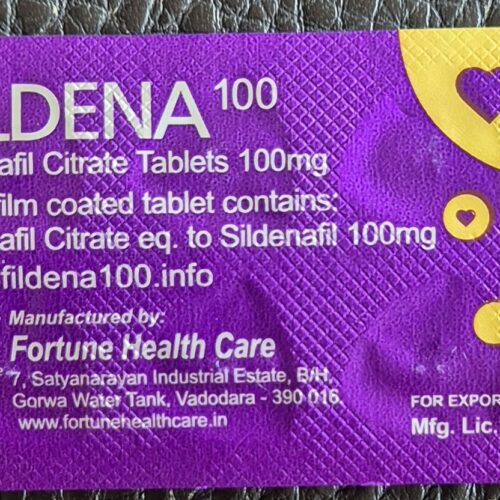 LDENA 100
afil Citrate Tablets 100mg
film coated tablet contains:
afil Citrate eq. to Sildenafil 100mg
fildena100.info
Manufactured by:
Fortune Health Care
7, Satyanarayan Industrial Estate, B/H,
Gorwa Water Tank, Vadodara - 390 016.
www.fortunehealthcare.in
FOR EXPOR
Mfg. Lic.